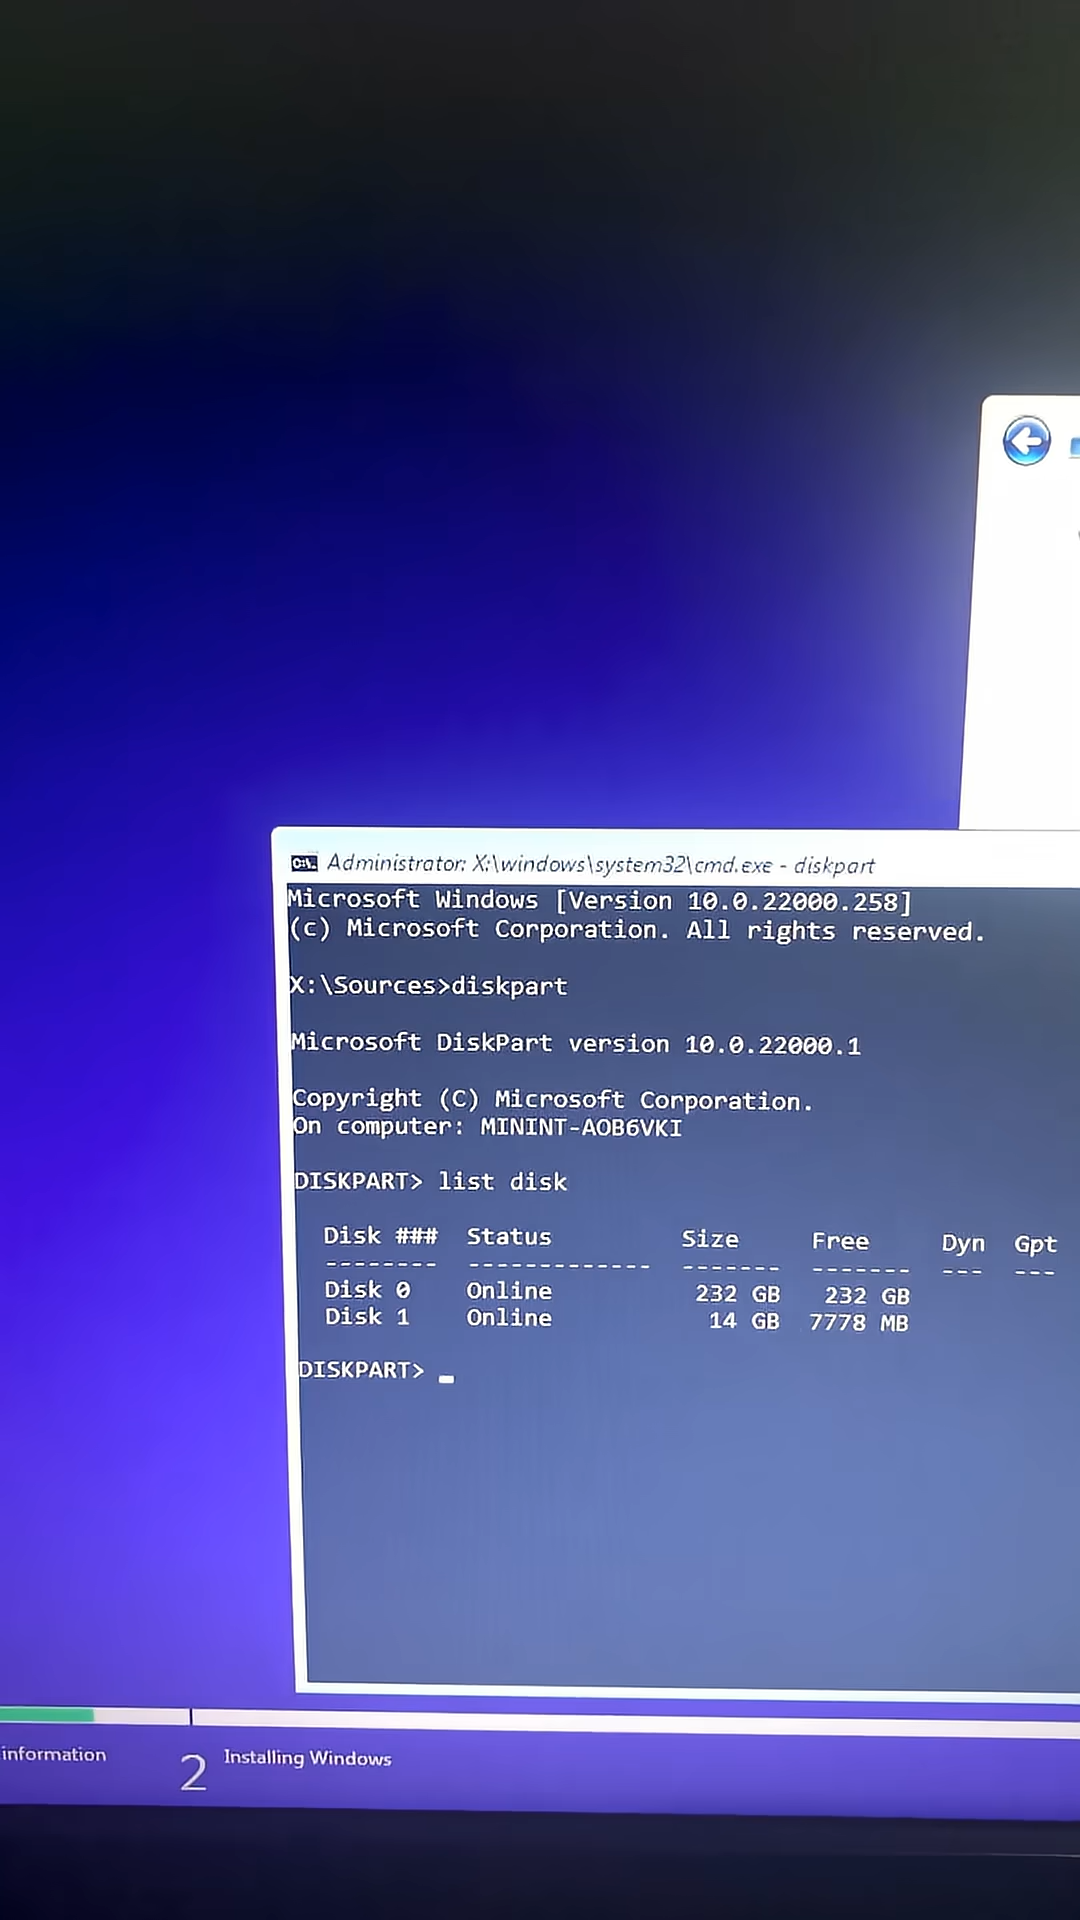 Administrator: X:\windows\system32\cmd.exe - diskpart
Microsoft Windows [Version 10.0.22000.258]
(c) Microsoft Corporation. All rights reserved.
X:\Sources>diskpart
Microsoft DiskPart version 10.0.22000.1
Copyright (C) Microsoft Corporation.
On computer: MININT-AOB6VKI
DISKPART> list disk
Disk ### Status Size Free Dyn Gpt
-------- ------------- ------- ------- --- ---
Disk 0 Online 232 GB 232 GB
Disk 1 Online 14 GB 7778 MB
DISKPART>
information
2 Installing Windows